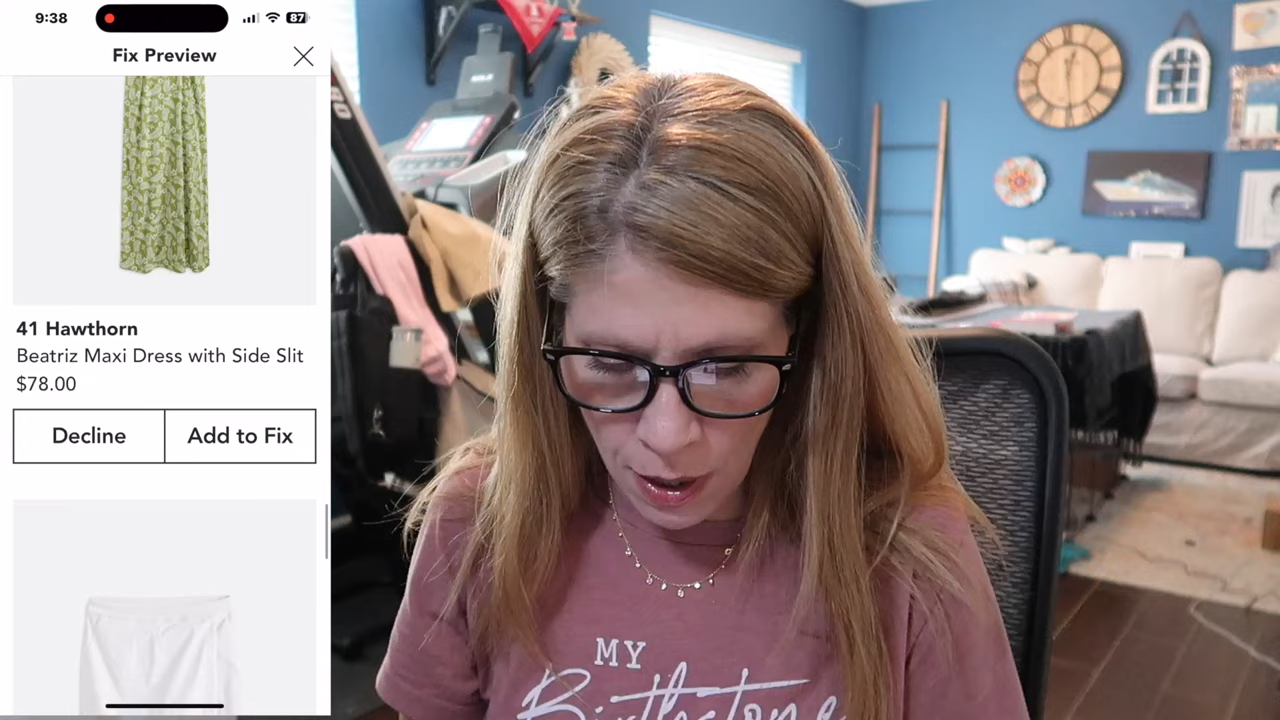 9:38
87
Fix Preview
41 Hawthorn
Beatriz Maxi Dress with Side Slit
$78.00
Decline
Add to Fix
MY
Birthstone